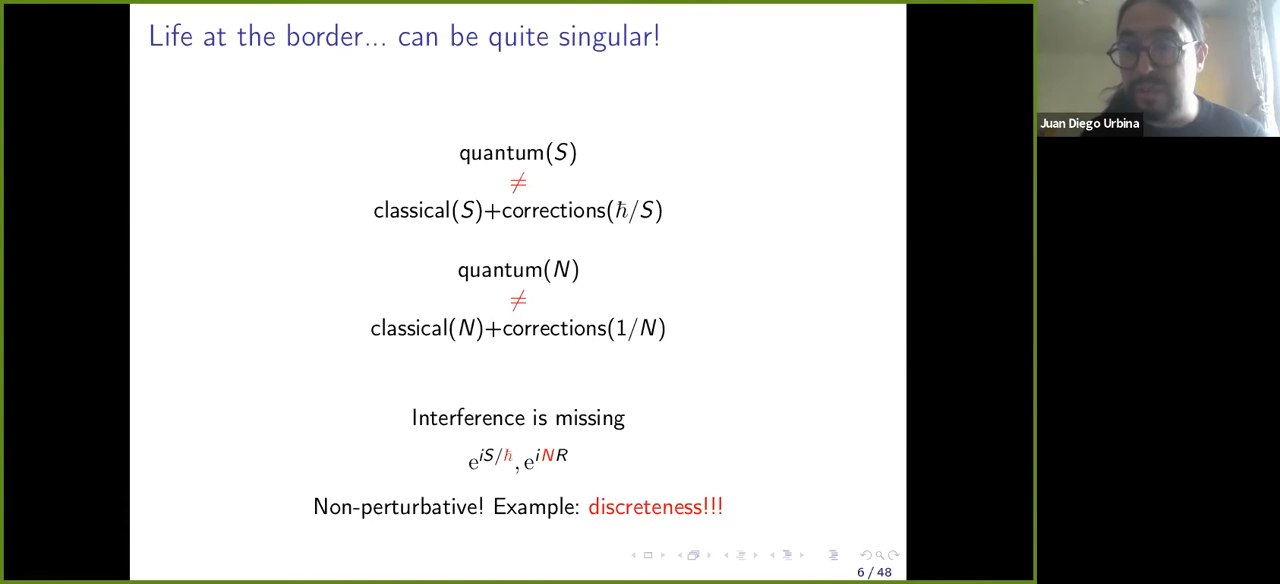 Life at the border... can be quite singular!
quantum(S)
≠
classical(S)+corrections(ℏ/S)
quantum(N)
≠
classical(N)+corrections(1/N)
Interference is missing
e^{iS/ℏ}, e^{iNR}
Non-perturbative! Example: discreteness!!!
6 / 48
Juan Diego Urbina